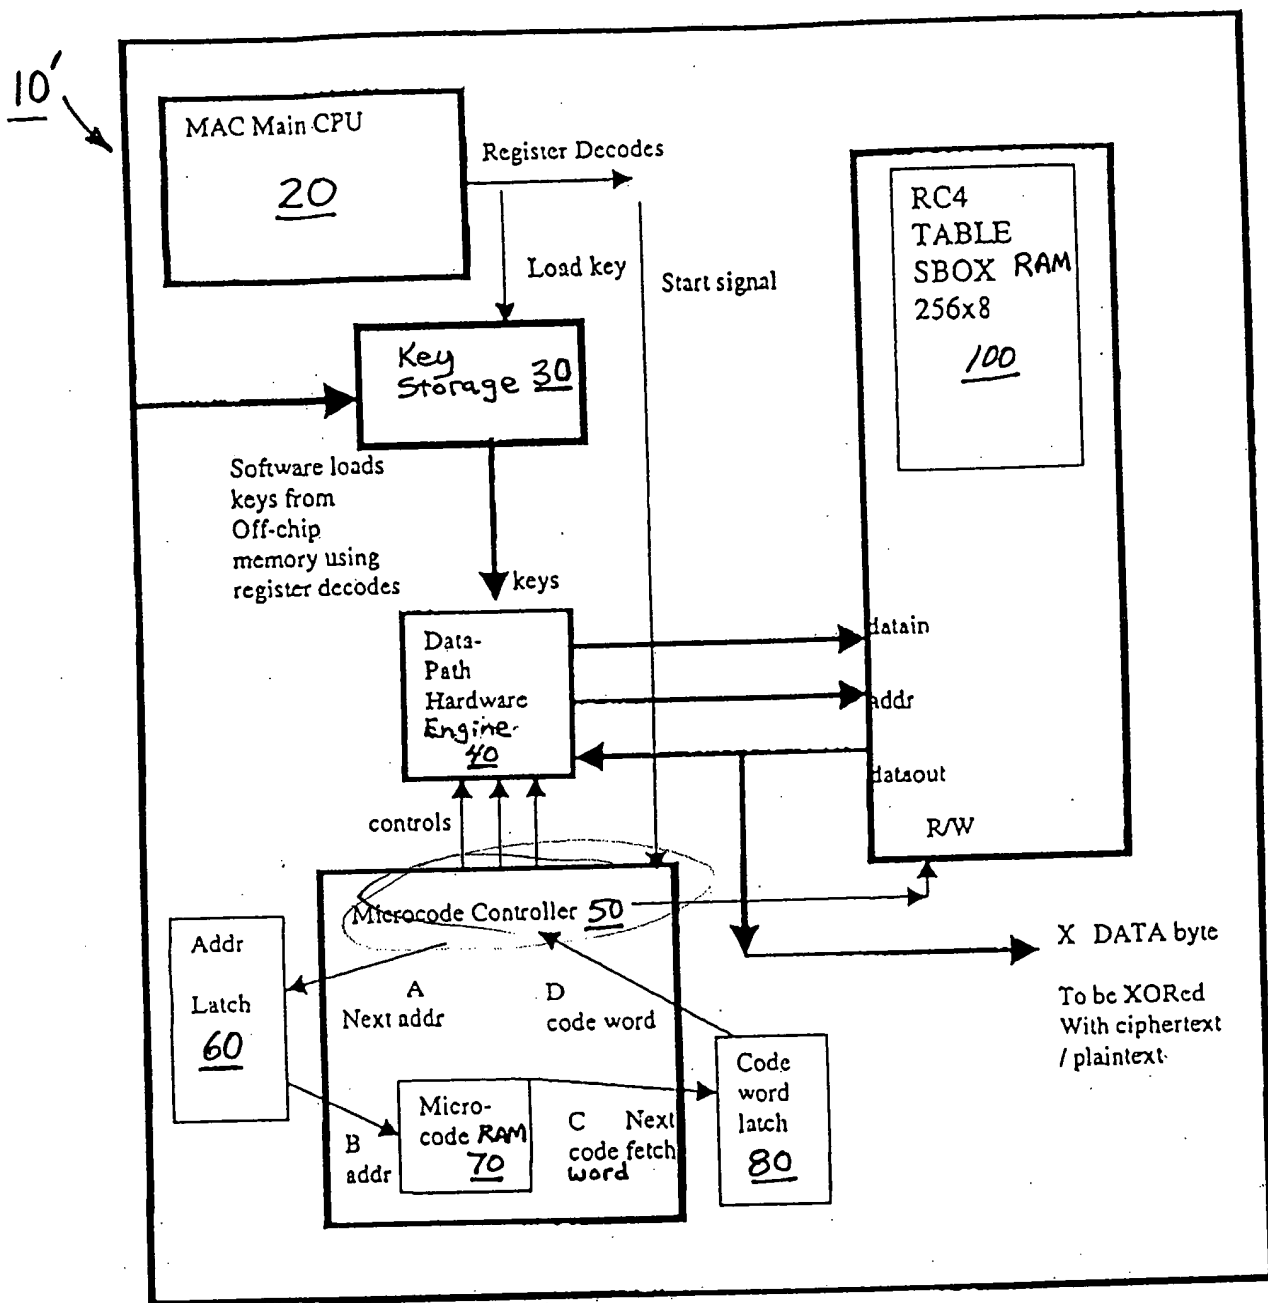 10'
MAC Main CPU
20
Register Decodes
Load key
Start signal
RC4
TABLE
SBOX RAM
256x8
100
Key
Storage 30
Software loads
keys from
Off-chip
memory using
register decodes
keys
Data-
Path
Hardware
Engine
40
datain
addr
dataout
R/W
controls
Microcode Controller 50
Addr
Latch
60
A
Next addr
D
code word
X DATA byte
To be XORed
With ciphertext
/ plaintext
Micro-
code RAM
70
B
addr
C Next
code fetch
word
Code
word
latch
80